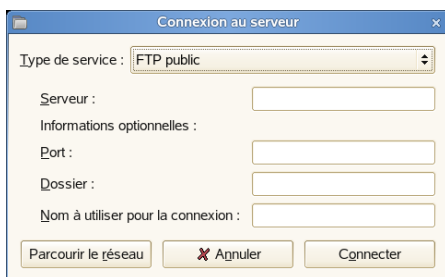 Connexion au serveur
Type de service : FTP public
Serveur :
Informations optionnelles :
Port :
Dossier :
Nom à utiliser pour la connexion :
Parcourir le réseau Annuler Connecter